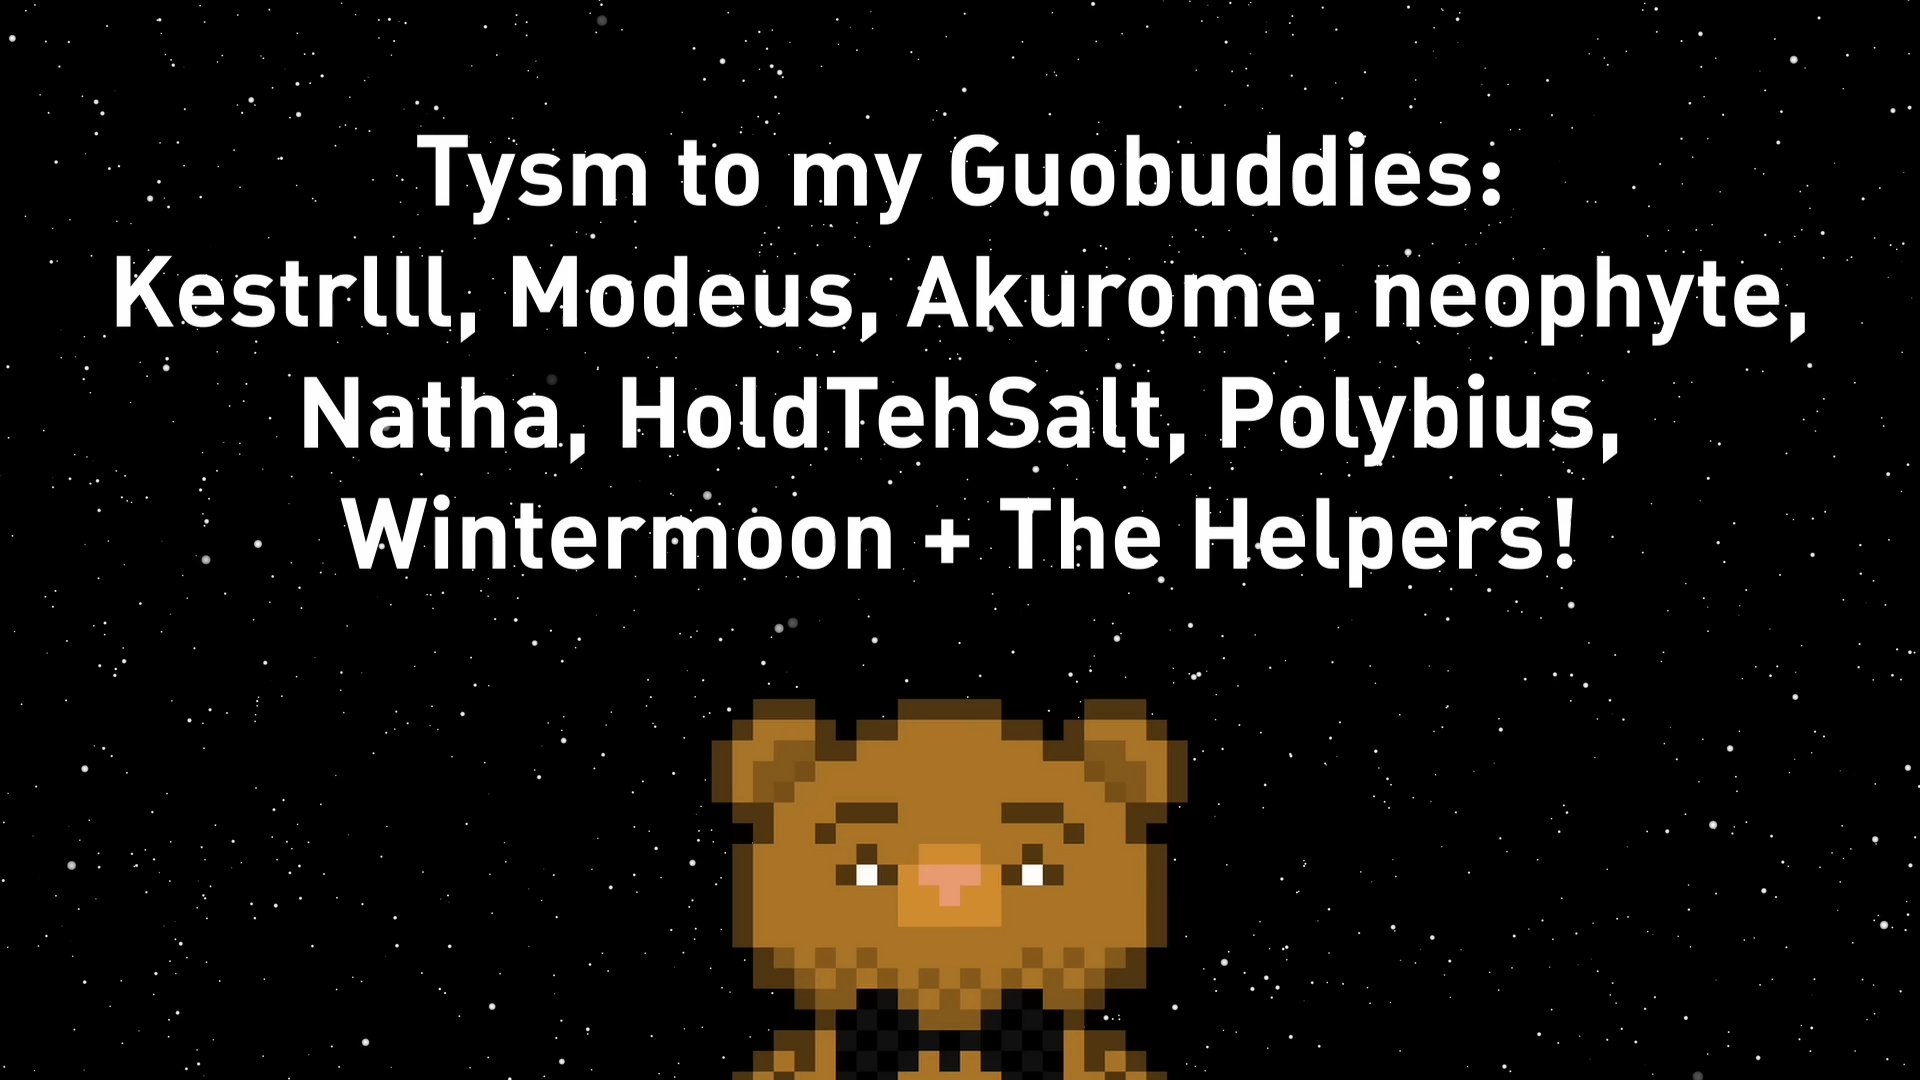 Tysm to my Guobuddies:
Kestrlll, Modeus, Akurome, neophyte,
Natha, HoldTehSalt, Polybius,
Wintermoon + The Helpers!